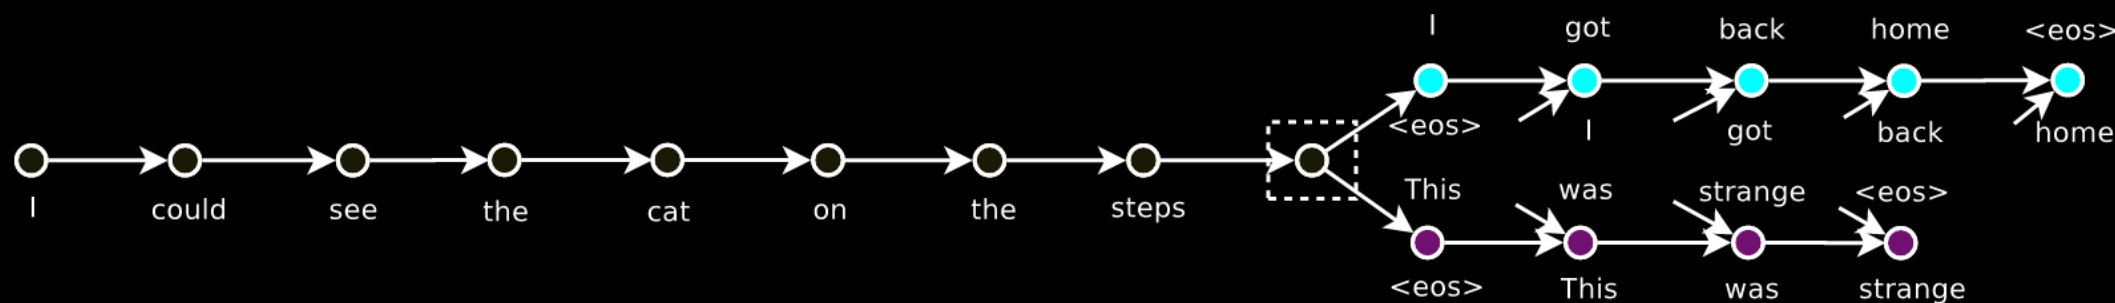 I got back home <eos>
<eos> I got back home
I could see the cat on the steps
This was strange <eos>
<eos> This was strange